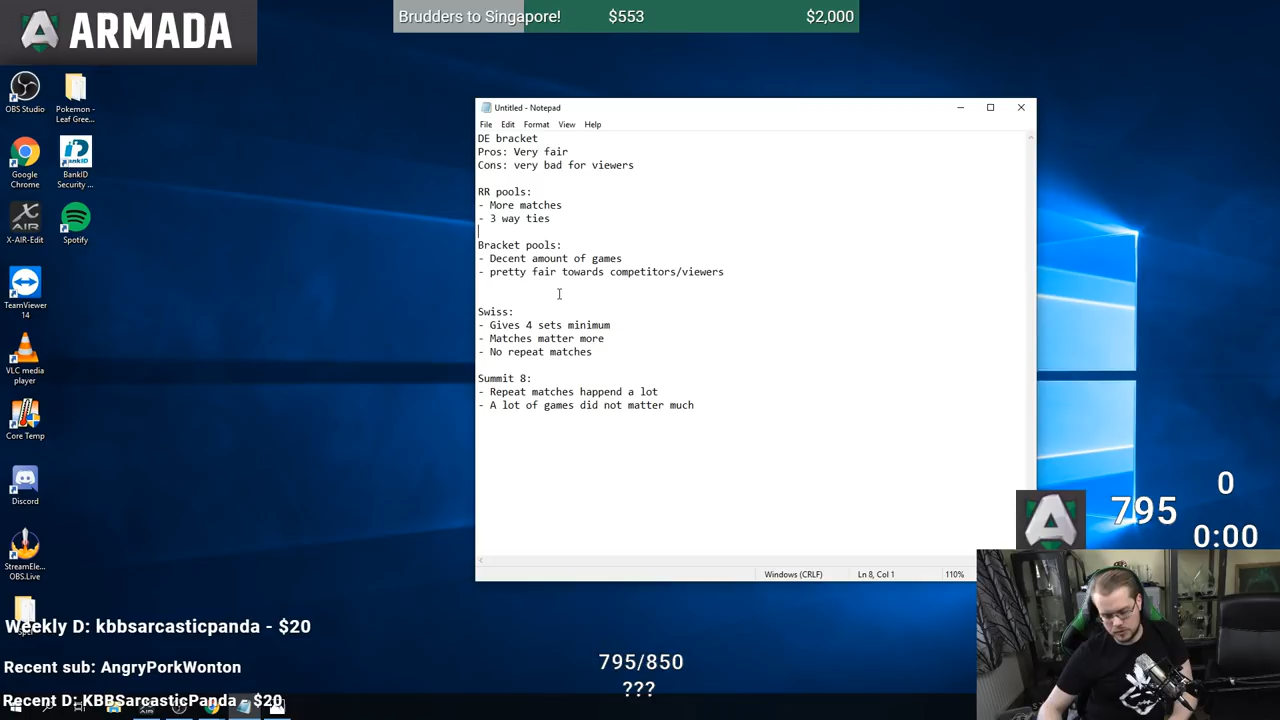 ARMADA
Brudders to Singapore! $553 $2,000
OBS Studio
Pokemon - Leaf Gree...
Google Chrome
BankID Security ...
X-AIR-Edit
Spotify
TeamViewer 14
VLC media player
Core Temp
Discord
StreamEle... OBS.Live
Untitled - Notepad
File Edit Format View Help
DE bracket
Pros: Very fair
Cons: very bad for viewers
RR pools:
- More matches
- 3 way ties
Bracket pools:
- Decent amount of games
- pretty fair towards competitors/viewers
Swiss:
- Gives 4 sets minimum
- Matches matter more
- No repeat matches
Summit 8:
- Repeat matches happend a lot
- A lot of games did not matter much
Windows (CRLF) Ln 8, Col 1 110%
795
0
0:00
Weekly D: kbbsarcasticpanda - $20
Recent sub: AngryPorkWonton
Recent D: KBBSarcasticPanda - $20
795/850
???